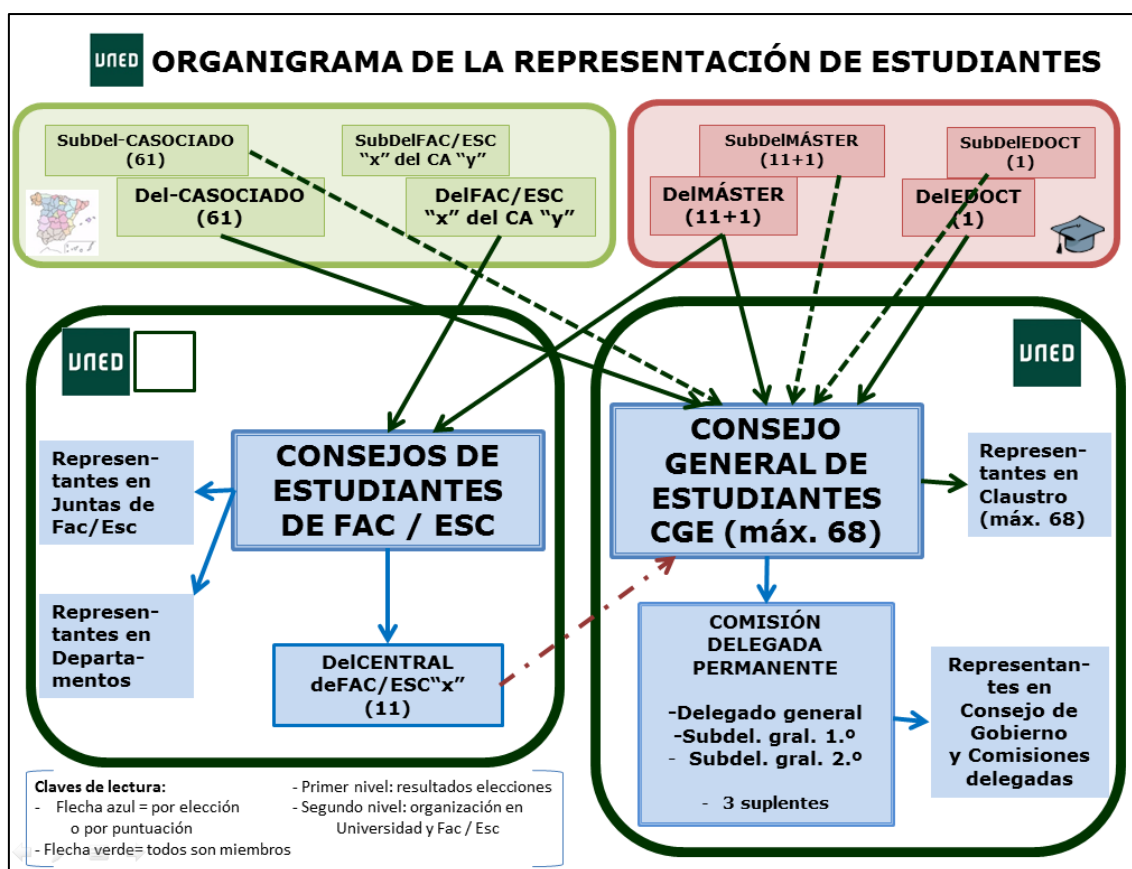 UNED ORGANIGRAMA DE LA REPRESENTACIÓN DE ESTUDIANTES
SubDel-CASOCIADO
(61)
SubDelFAC/ESC
“x” del CA “y”
Del-CASOCIADO
(61)
DelFAC/ESC
“x” del CA “y”
SubDelMÁSTER
(11+1)
SubDelEDOCT
(1)
DelMÁSTER
(11+1)
DelEDOCT
(1)
UNED
UNED
Represen-
tantes en
Juntas de
Fac/Esc
CONSEJOS DE
ESTUDIANTES
DE FAC / ESC
Represen-
tantes en
Departa-
mentos
DelCENTRAL
deFAC/ESC“x”
(11)
CONSEJO
GENERAL DE
ESTUDIANTES
CGE (máx. 68)
Represen-
tantes en
Claustro
(máx. 68)
COMISIÓN
DELEGADA
PERMANENTE
-Delegado general
-Subdel. gral. 1.º
- Subdel. gral. 2.º
- 3 suplentes
Representan-
tes en
Consejo de
Gobierno
y Comisiones
delegadas
Claves de lectura:
- Flecha azul = por elección
o por puntuación
- Flecha verde= todos son miembros
- Primer nivel: resultados elecciones
- Segundo nivel: organización en
Universidad y Fac / Esc